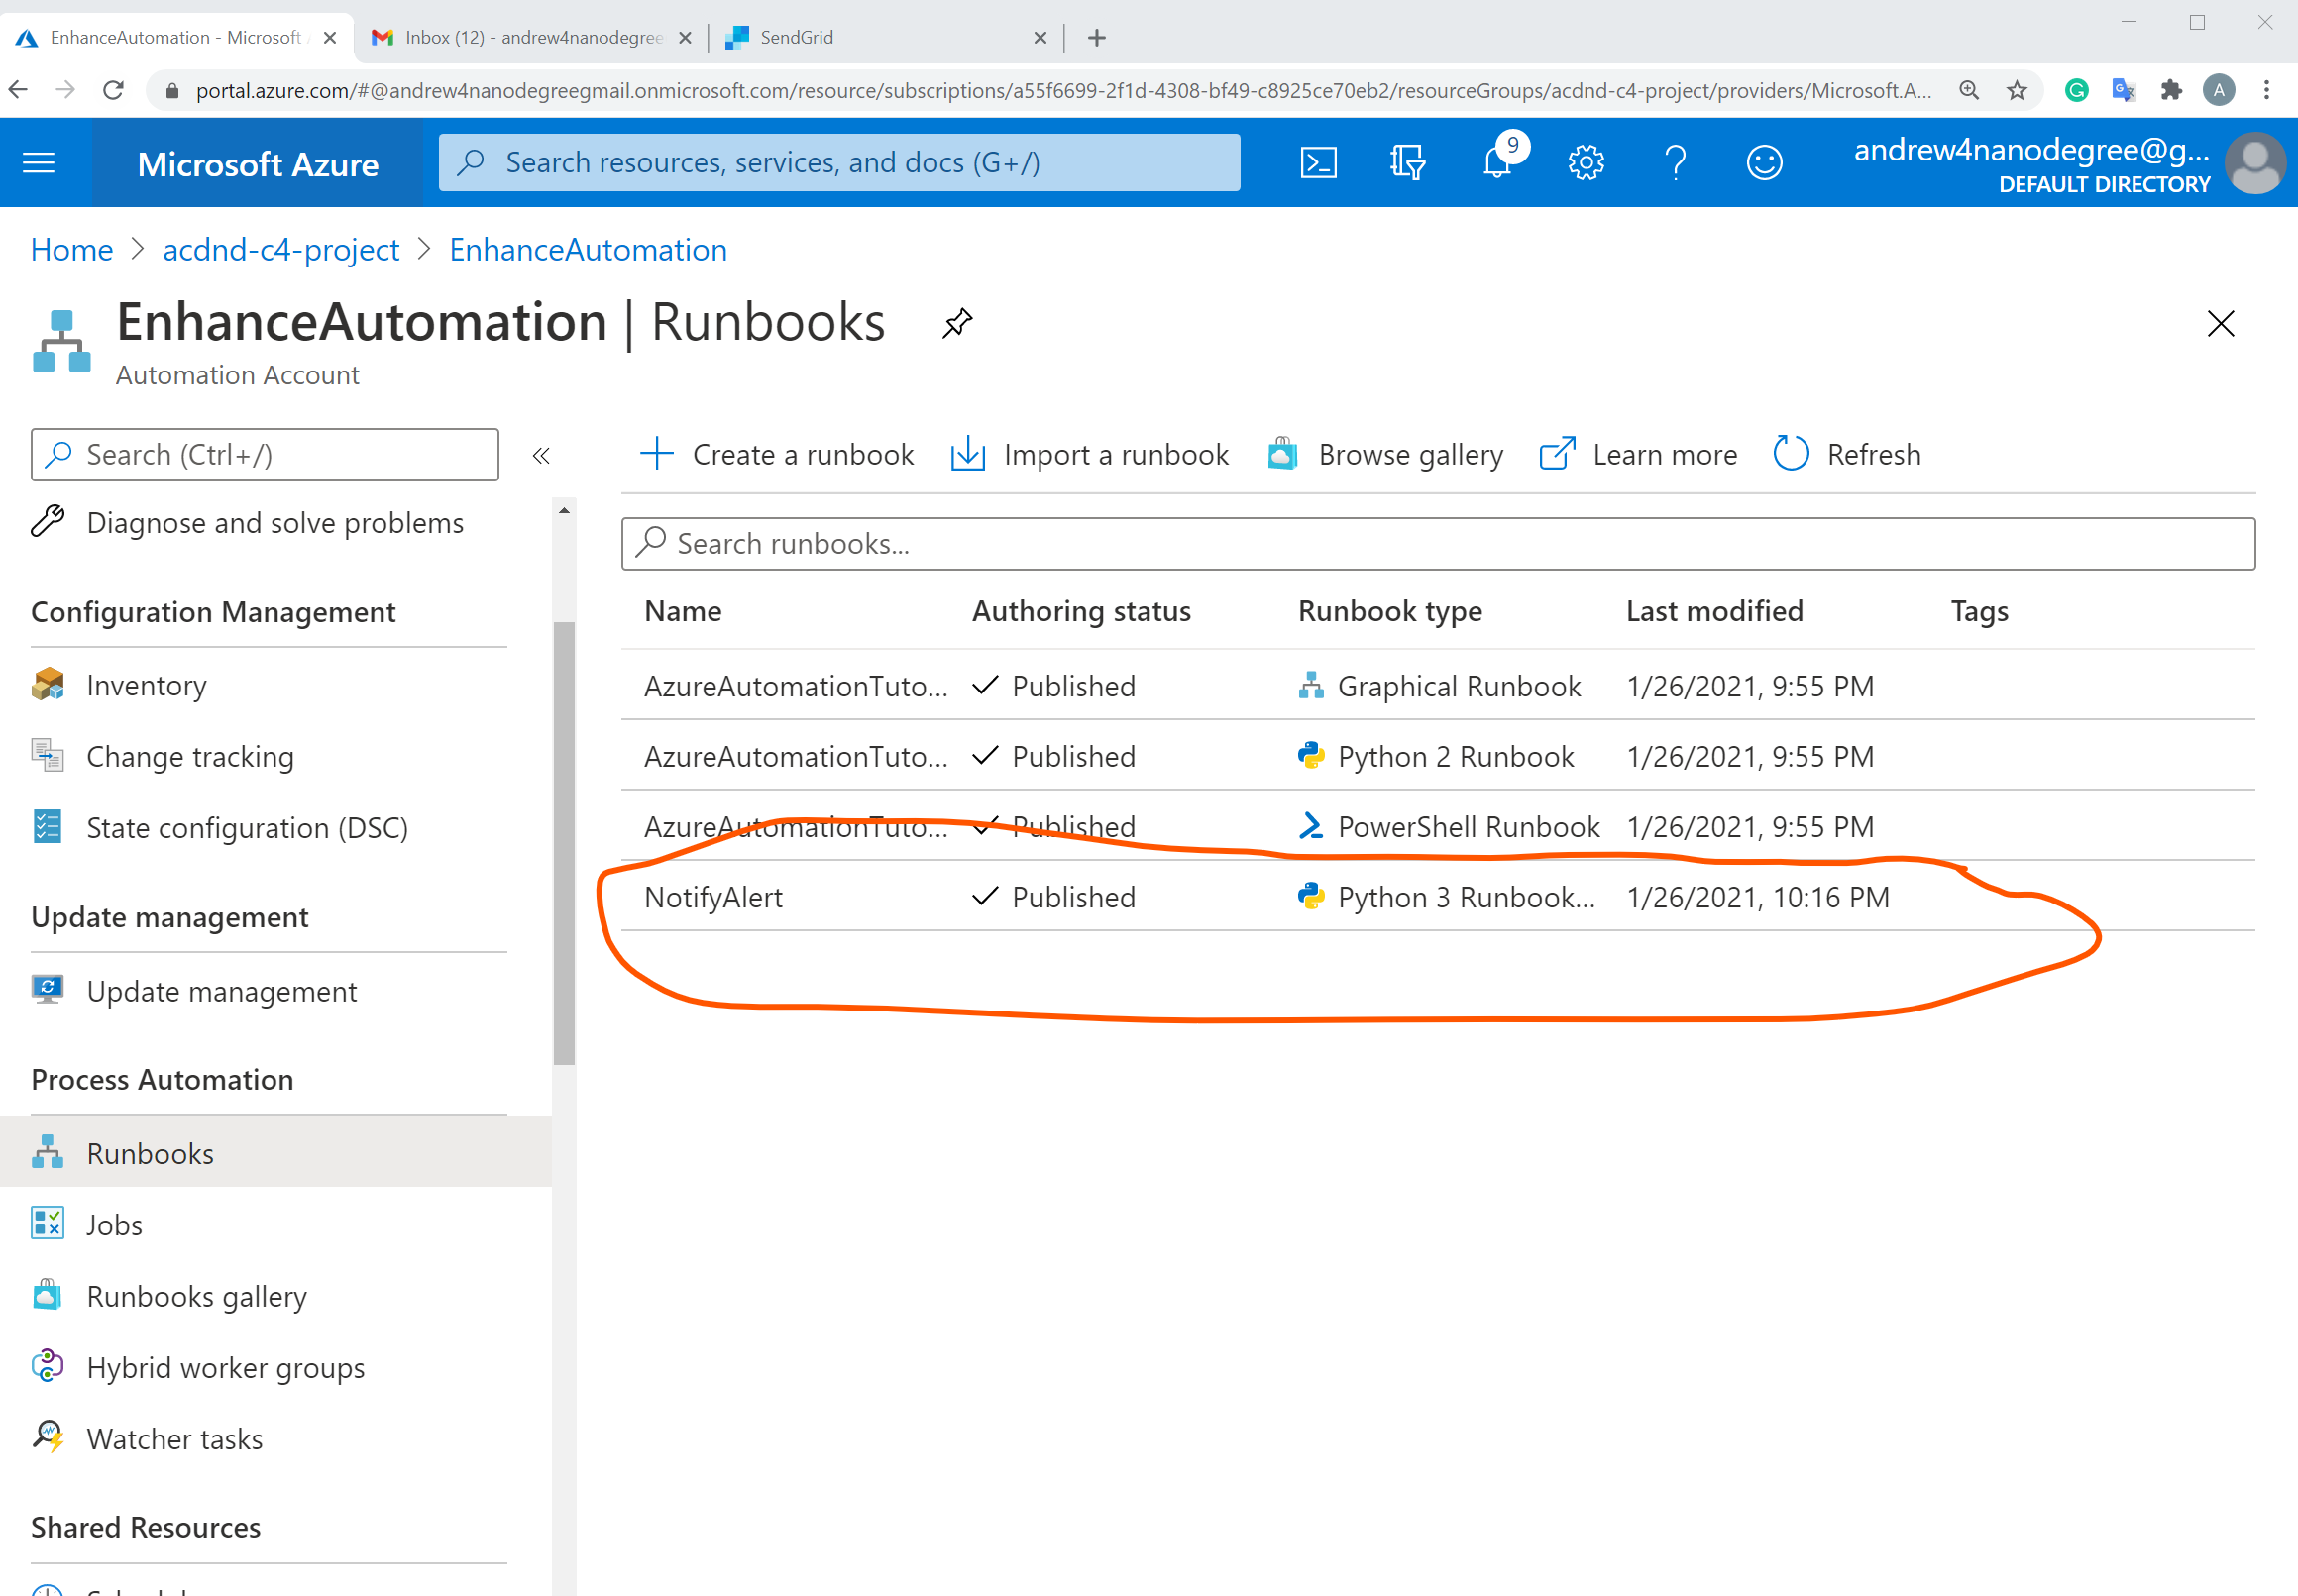 EnhanceAutomation - Microsoft
Inbox (12) - andrew4nanodegree
SendGrid
portal.azure.com/#@andrew4nanodegreegmail.onmicrosoft.com/resource/subscriptions/a55f6699-2f1d-4308-bf49-c8925ce70eb2/resourceGroups/acdnd-c4-project/providers/Microsoft.A...
A
Microsoft Azure
Search resources, services, and docs (G+/)
9
andrew4nanodegree@g...
DEFAULT DIRECTORY
Home > acdnd-c4-project > EnhanceAutomation
EnhanceAutomation | Runbooks
Automation Account
Search (Ctrl+/)
Create a runbook Import a runbook Browse gallery Learn more Refresh
Diagnose and solve problems
Configuration Management
Inventory
Change tracking
State configuration (DSC)
Update management
Update management
Process Automation
Runbooks
Jobs
Runbooks gallery
Hybrid worker groups
Watcher tasks
Shared Resources
Search runbooks...
Name Authoring status Runbook type Last modified Tags
AzureAutomationTuto... Published Graphical Runbook 1/26/2021, 9:55 PM
AzureAutomationTuto... Published Python 2 Runbook 1/26/2021, 9:55 PM
AzureAutomationTuto... Published PowerShell Runbook 1/26/2021, 9:55 PM
NotifyAlert Published Python 3 Runbook... 1/26/2021, 10:16 PM